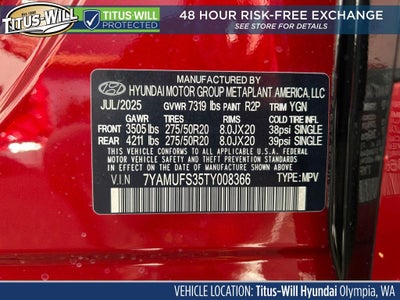 Titus-Will
TITUS-WILL
PROTECTED
48 HOUR RISK-FREE EXCHANGE
SEE STORE FOR DETAILS
MANUFACTURED BY
HYUNDAI MOTOR GROUP METAPLANT AMERICA, LLC
JUL/2025 GVWR 7319 lbs PAINT R2P TRIM YGN
GAWR TIRES RIMS COLD TIRE INFL
FRONT 3505 lbs 275/50R20 8.0JX20 38psi SINGLE
REAR 4211 lbs 275/50R20 8.0JX20 39psi SINGLE
THIS VEHICLE CONFORMS TO ALL APPLICABLE
FEDERAL MOTOR VEHICLE SAFETY STANDARDS
IN EFFECT ON THE DATE OF
MANUFACTURE SHOWN ABOVE
V.I.N 7YAMUFS35TY008366 TYPE: MPV
VEHICLE LOCATION: Titus-Will Hyundai Olympia, WA